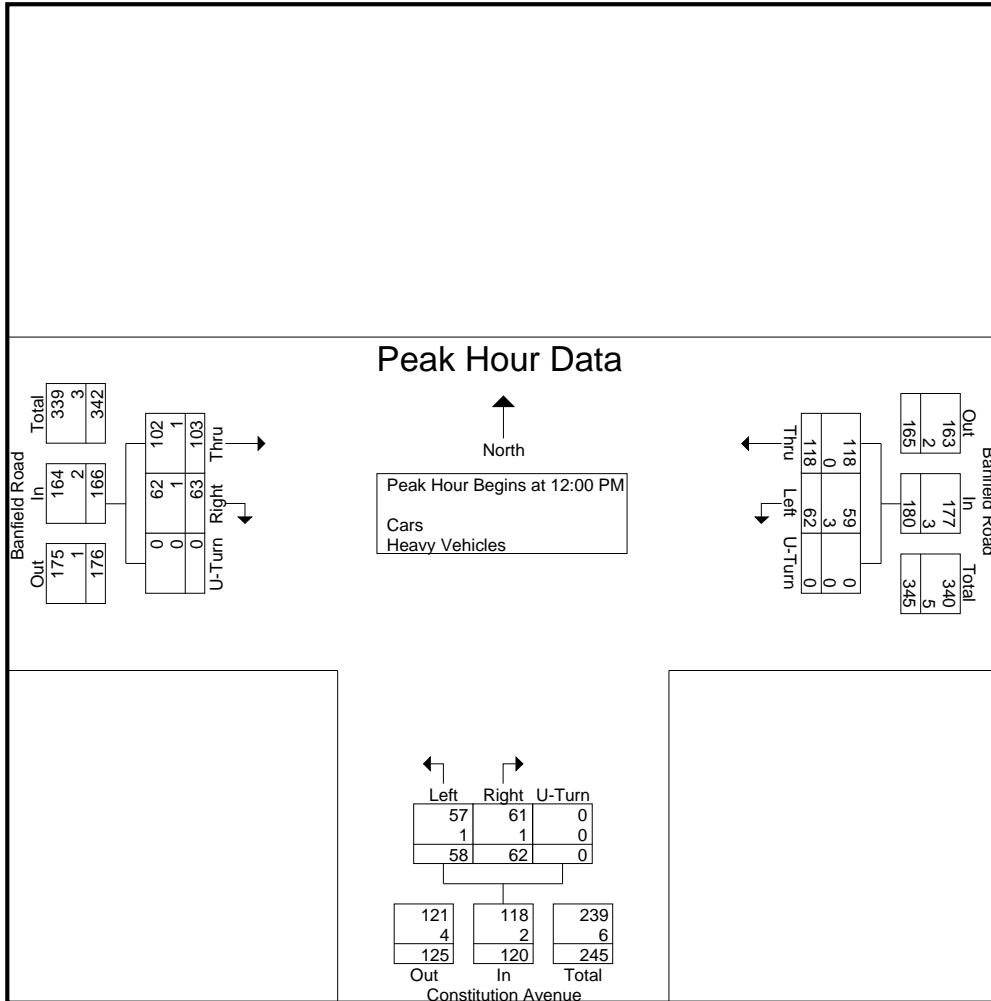 Peak Hour Data
North
Peak Hour Begins at 12:00 PM
Cars
Heavy Vehicles
Banfield Road
Total
339
3
342
In
164
2
166
Out
175
1
176
Thru
102
1
103
Right
62
1
63
U-Turn
0
0
0
Banfield Road
Out
163
2
165
In
177
3
180
Total
340
5
345
Thru
118
0
118
Left
59
3
62
U-Turn
0
0
0
Left Right U-Turn
57 61 0
1 1 0
58 62 0
121 118 239
4 2 6
125 120 245
Out In Total
Constitution Avenue